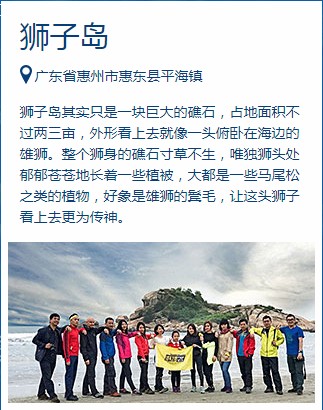 狮子岛
广东省惠州市惠东县平海镇
狮子岛其实只是一块巨大的礁石，占地面积不
过两三亩，外形看上去就像一头俯卧在海边的
雄狮。整个狮身的礁石寸草不生，唯独狮头处
郁郁苍苍地长着一些植被，大都是一些马尾松
之类的植物，好象是雄狮的鬃毛，让这头狮子
看上去更为传神。